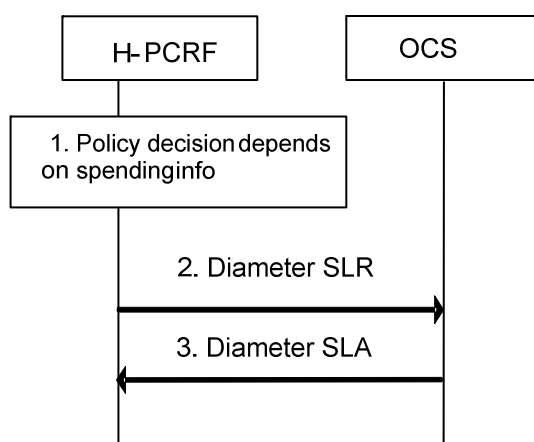 H-PCRF
OCS
1. Policy decision depends
on spendinginfo
2. Diameter SLR
3. Diameter SLA